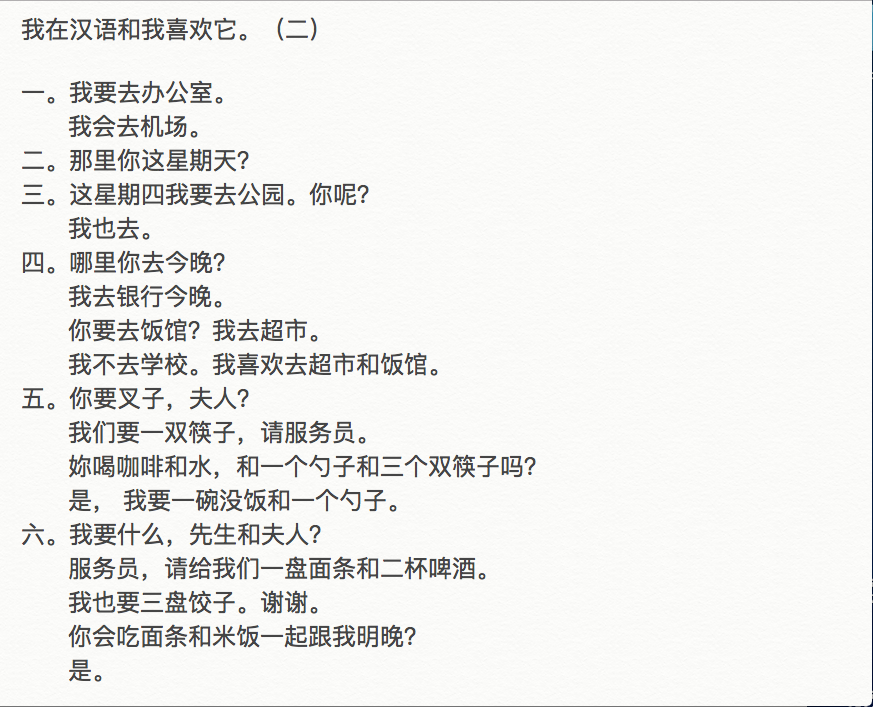 我在汉语和我喜欢它。（二）
一。我要去办公室。
我会去机场。
二。那里你这星期天?
三。这星期四我要去公园。你呢?
我也去。
四。哪里你去今晚?
我去银行今晚。
你要去饭馆? 我去超市。
我不去学校。我喜欢去超市和饭馆。
五。你要叉子，夫人?
我们要一双筷子，请服务员。
妳喝咖啡和水，和一个勺子和三个双筷子吗?
是， 我要一碗没饭和一个勺子。
六。我要什么，先生和夫人?
服务员，请给我们一盘面条和二杯啤酒。
我也要三盘饺子。谢谢。
你会吃面条和米饭一起跟我明晚?
是。